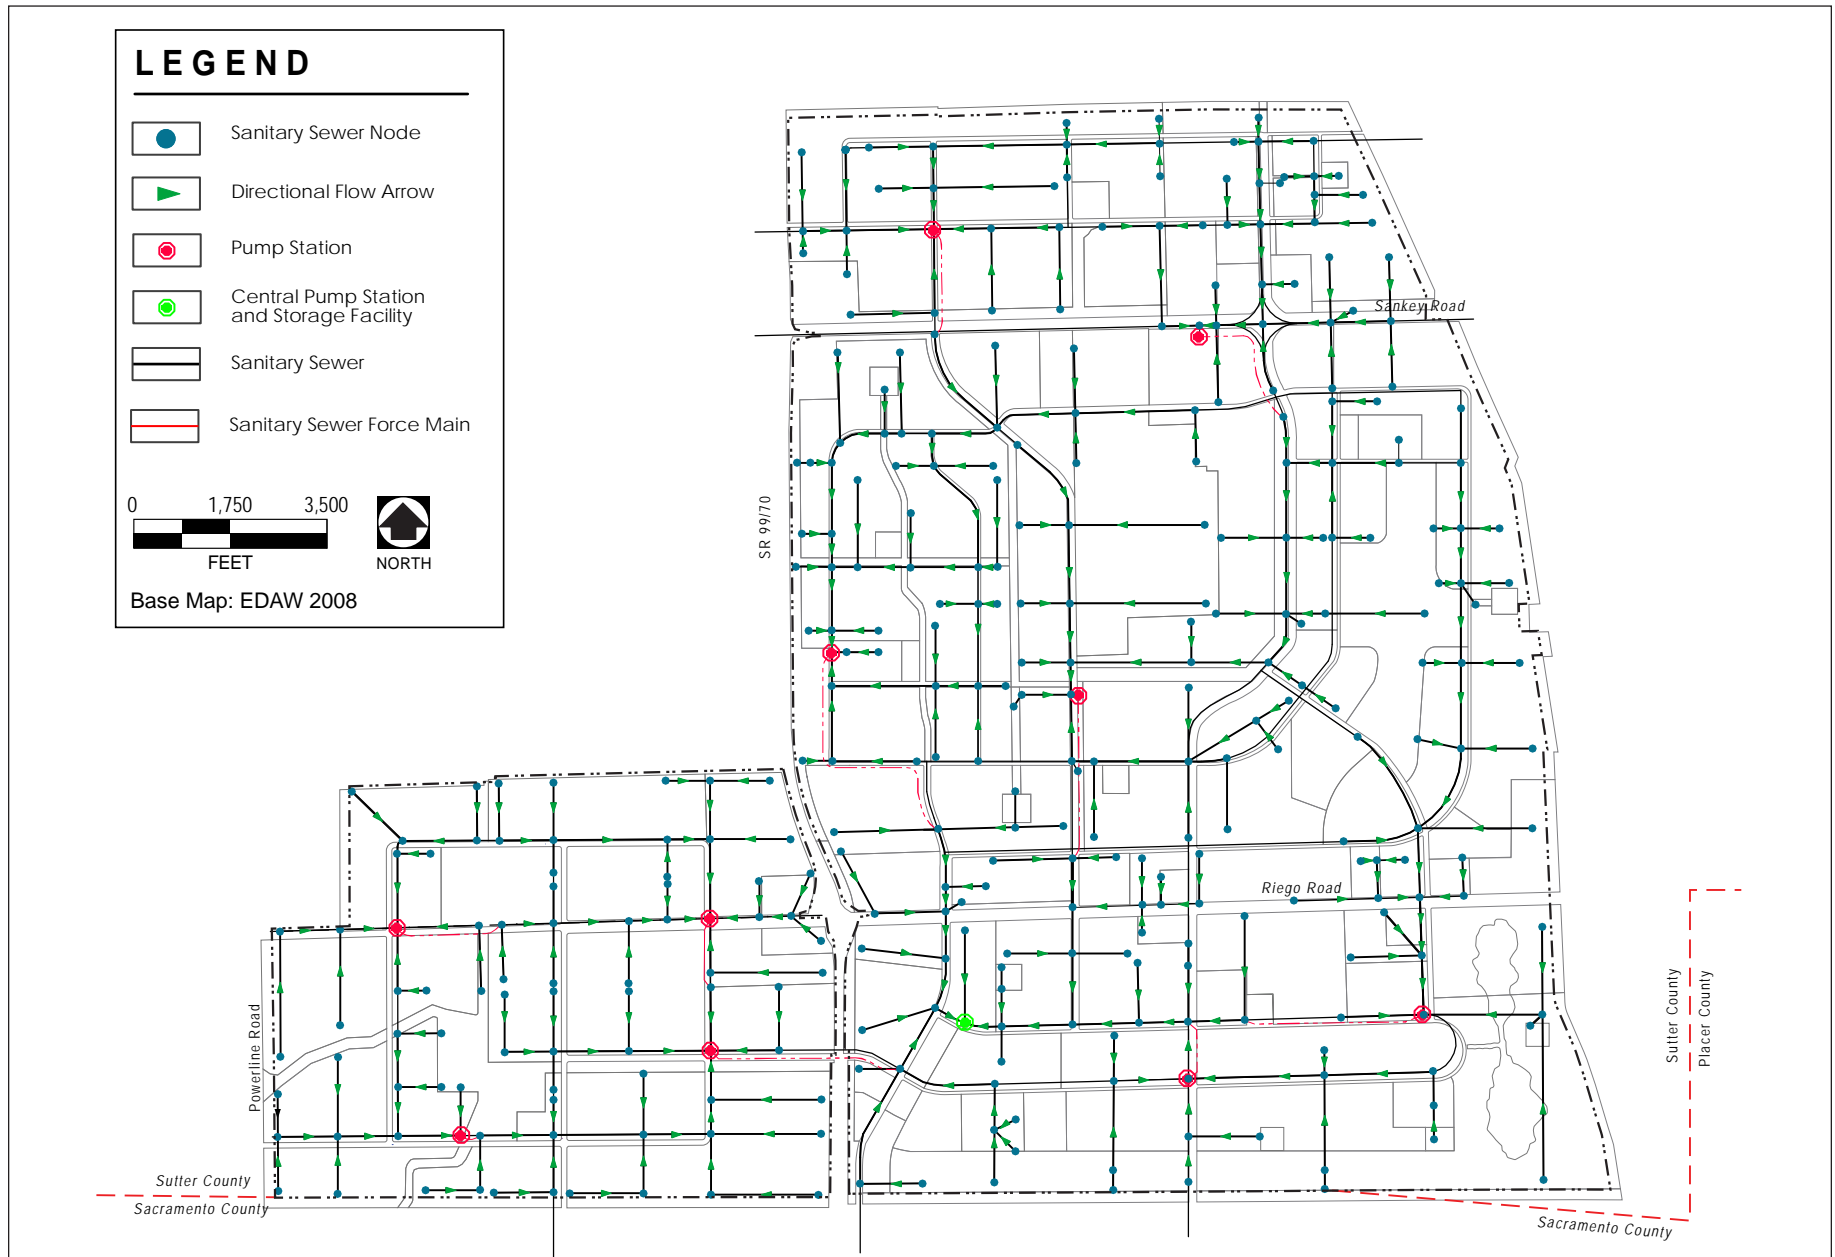 LEGEND
Sanitary Sewer Node
Directional Flow Arrow
Pump Station
Central Pump Station
and Storage Facility
Sanitary Sewer
Sanitary Sewer Force Main
0 1,750 3,500
FEET
NORTH
Base Map: EDAW 2008
Sankey Road
SR 99/70
Riego Road
Powerline Road
Sutter County
Placer County
Sutter County
Sacramento County
Sacramento County